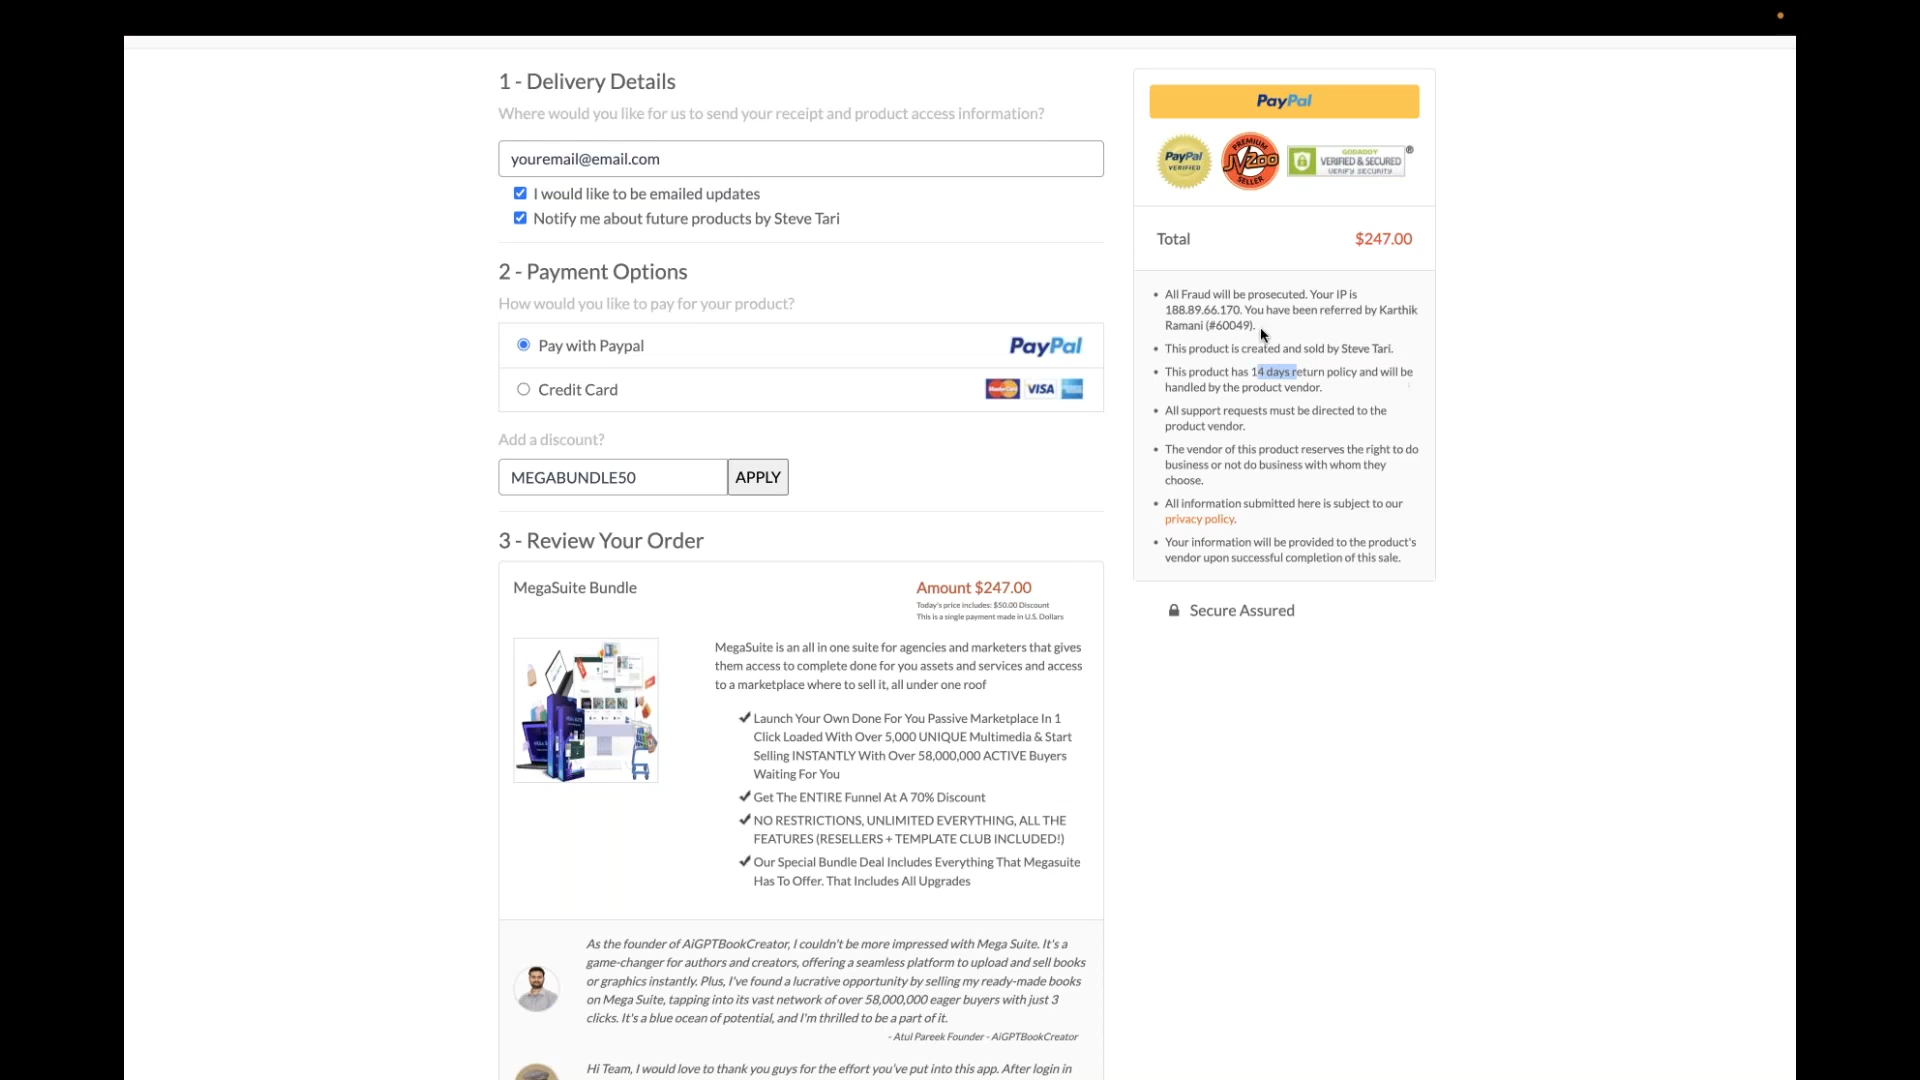 1 - Delivery Details
Where would you like for us to send your receipt and product access information?
youremail@email.com
I would like to be emailed updates
Notify me about future products by Steve Tari
2 - Payment Options
How would you like to pay for your product?
Pay with Paypal
PayPal
Credit Card
MasterCard
VISA
Add a discount?
MEGABUNDLE50
APPLY
3 - Review Your Order
MegaSuite Bundle
Amount $247.00
Today's price includes: $50.00 Discount
This is a single payment made in U.S. Dollars
MegaSuite is an all in one suite for agencies and marketers that gives
them access to complete done for you assets and services and access
to a marketplace where to sell it, all under one roof
Launch Your Own Done For You Passive Marketplace In 1
Click Loaded With Over 5,000 UNIQUE Multimedia & Start
Selling INSTANTLY With Over 58,000,000 ACTIVE Buyers
Waiting For You
Get The ENTIRE Funnel At A 70% Discount
NO RESTRICTIONS, UNLIMITED EVERYTHING, ALL THE
FEATURES (RESELLERS + TEMPLATE CLUB INCLUDED!)
Our Special Bundle Deal Includes Everything That Megasuite
Has To Offer. That Includes All Upgrades
As the founder of AiGPTBookCreator, I couldn't be more impressed with Mega Suite. It's a
game-changer for authors and creators, offering a seamless platform to upload and sell books
or graphics instantly. Plus, I've found a lucrative opportunity by selling my ready-made books
on Mega Suite, tapping into its vast network of over 58,000,000 eager buyers with just 3
clicks. It's a blue ocean of potential, and I'm thrilled to be a part of it.
- Atul Pareek Founder - AiGPTBookCreator
Hi Team, I would love to thank you guys for the effort you've put into this app. After login in
PayPal
PayPal
VERIFIED
PREMIUM
JVZoo
SELLER
GODADDY
VERIFIED & SECURED
VERIFY SECURITY
®
Total
$247.00
• All Fraud will be prosecuted. Your IP is
188.89.66.170. You have been referred by Karthik
Ramani (#60049).
• This product is created and sold by Steve Tari.
• This product has 14 days return policy and will be
handled by the product vendor.
• All support requests must be directed to the
product vendor.
• The vendor of this product reserves the right to do
business or not do business with whom they
choose.
• All information submitted here is subject to our
privacy policy.
• Your information will be provided to the product's
vendor upon successful completion of this sale.
Secure Assured